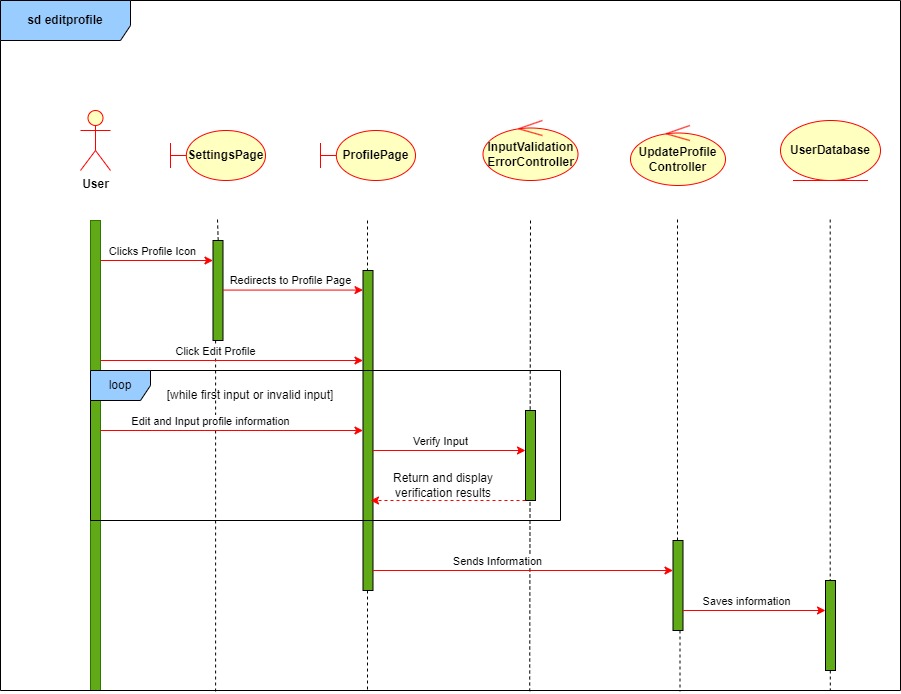 sd editprofile
User
SettingsPage
ProfilePage
InputValidation
ErrorController
UpdateProfile
Controller
UserDatabase
Clicks Profile Icon
Redirects to Profile Page
Click Edit Profile
loop
[while first input or invalid input]
Edit and Input profile information
Verify Input
Return and display
verification results
Sends Information
Saves information